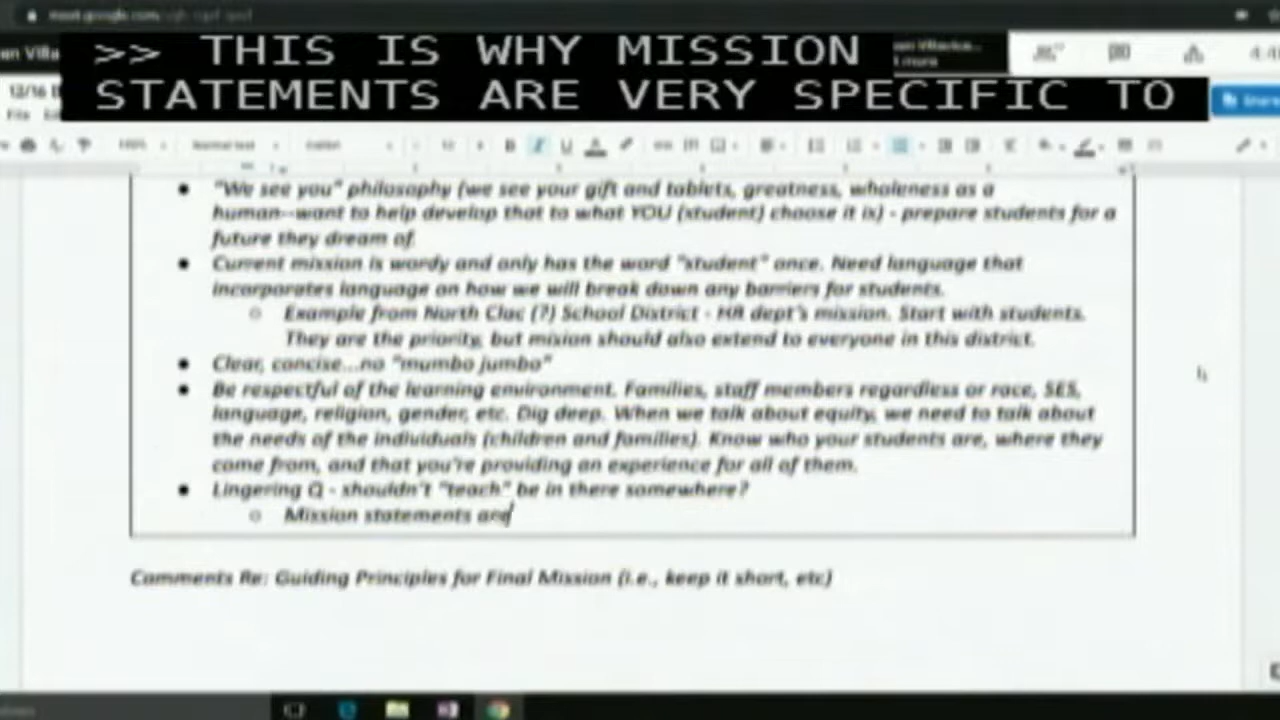 meet.google.com
>> THIS IS WHY MISSION
STATEMENTS ARE VERY SPECIFIC TO
12/16
File
Share
"We see you" philosophy (we see your gift and tablets, greatness, wholeness as a
human--want to help develop that to what YOU (student) choose it is) - prepare students for a
future they dream of.
Current mission is wordy and only has the word "student" once. Need language that
incorporates language on how we will break down any barriers for students.
Example from North Clac (?) School District - HR dept's mission. Start with students.
They are the priority, but mision should also extend to everyone in this district.
Clear, concise...no "mumbo jumbo"
Be respectful of the learning environment. Families, staff members regardless or race, SES,
language, religion, gender, etc. Dig deep. When we talk about equity, we need to talk about
the needs of the individuals (children and families). Know who your students are, where they
come from, and that you're providing an experience for all of them.
Lingering Q - shouldn't "teach" be in there somewhere?
Mission statements are
Comments Re: Guiding Principles for Final Mission (i.e., keep it short, etc)